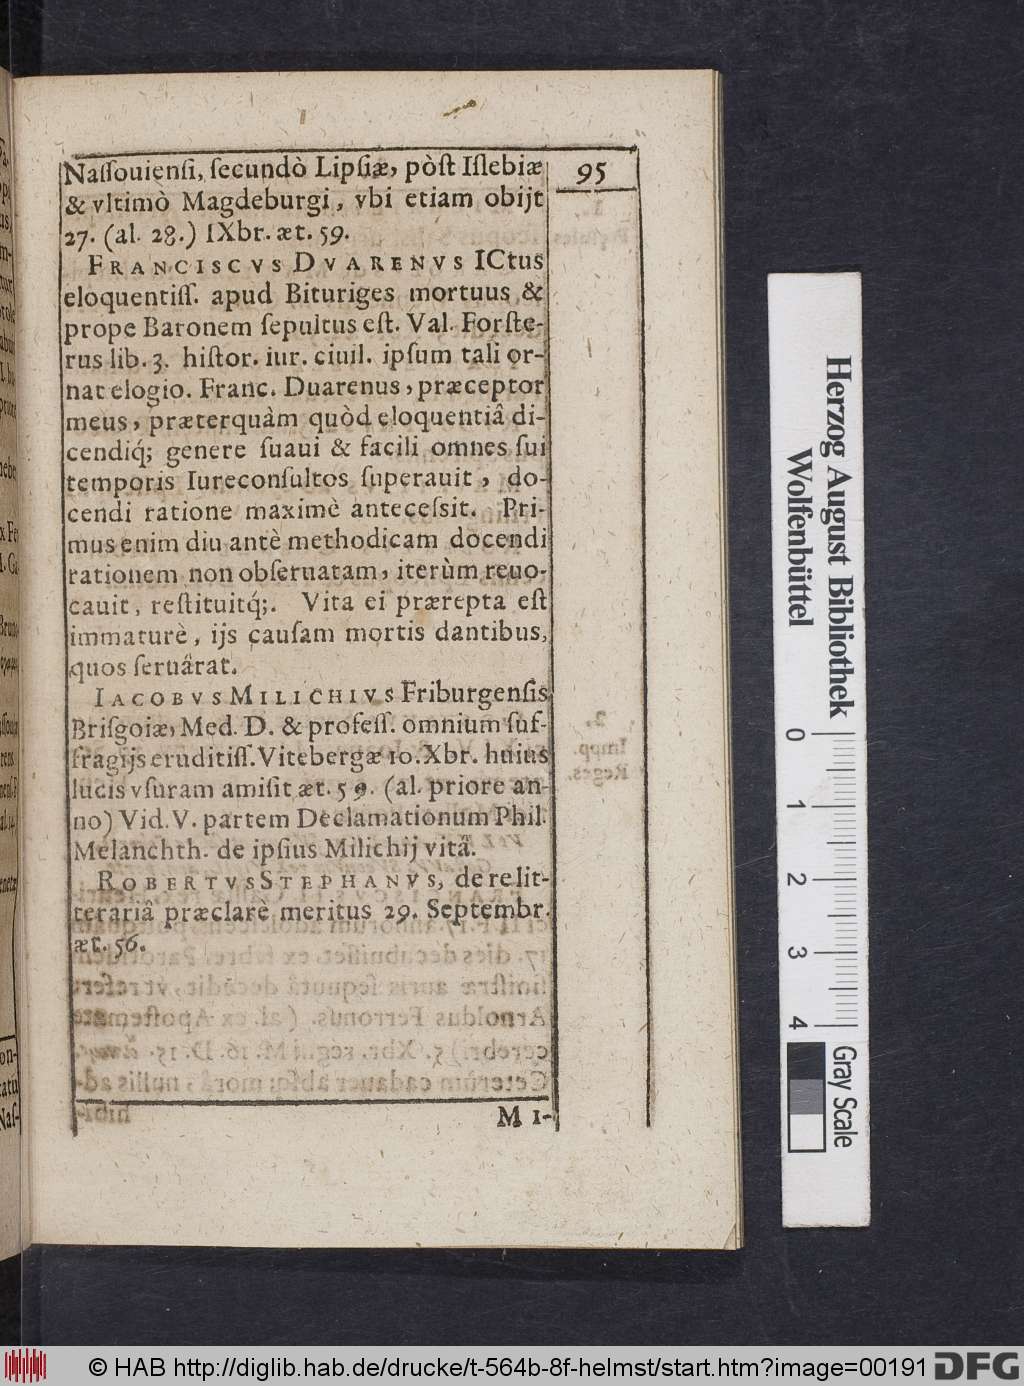 95
Naſſouienſi, ſecundò Lipſiæ, pòſt Iſlebiæ
& vltimò Magdeburgi, vbi etiam obijt
27. (al. 28.) IXbr. æt. 59.
FRANCISCVS DVARENVS ICtus
eloquentiſſ. apud Bituriges mortuus &
prope Baronem ſepultus eſt. Val. Forſte-
rus lib. 3. hiſtor. iur. ciuil. ipſum tali or-
nat elogio. Franc. Duarenus, præceptor
meus, præterquàm quòd eloquentiâ di-
cendiq́; genere ſuaui & facili omnes ſui
temporis Iureconſultos ſuperauit, do-
cendi ratione maximè anteceſsit. Pri-
mus enim diu antè methodicam docendi
rationem non obſeruatam, iterùm reuo-
cauit, reſtituitq́;. Vita ei prærepta eſt
immaturè, ijs cauſam mortis dantibus,
quos ſeruârat.
IACOBVS MILICHIVS Friburgenſis
Briſgoiæ, Med. D. & profeſſ. omnium ſuf-
fragijs eruditiſſ. Vitebergæ 10. Xbr. huius
lucis vſuram amiſit æt. 59. (al. priore an-
no) Vid. V. partem Declamationum Phil.
Melanchth. de ipſius Milichij vitâ.
ROBERTVS STEPHANVS, de re lit-
terariâ præclarè meritus 29. Septembr.
æt. 56.
M I-
Herzog August Bibliothek
Wolfenbüttel
0 1 2 3 4
Gray Scale
© HAB http://diglib.hab.de/drucke/t-564b-8f-helmst/start.htm?image=00191
DFG